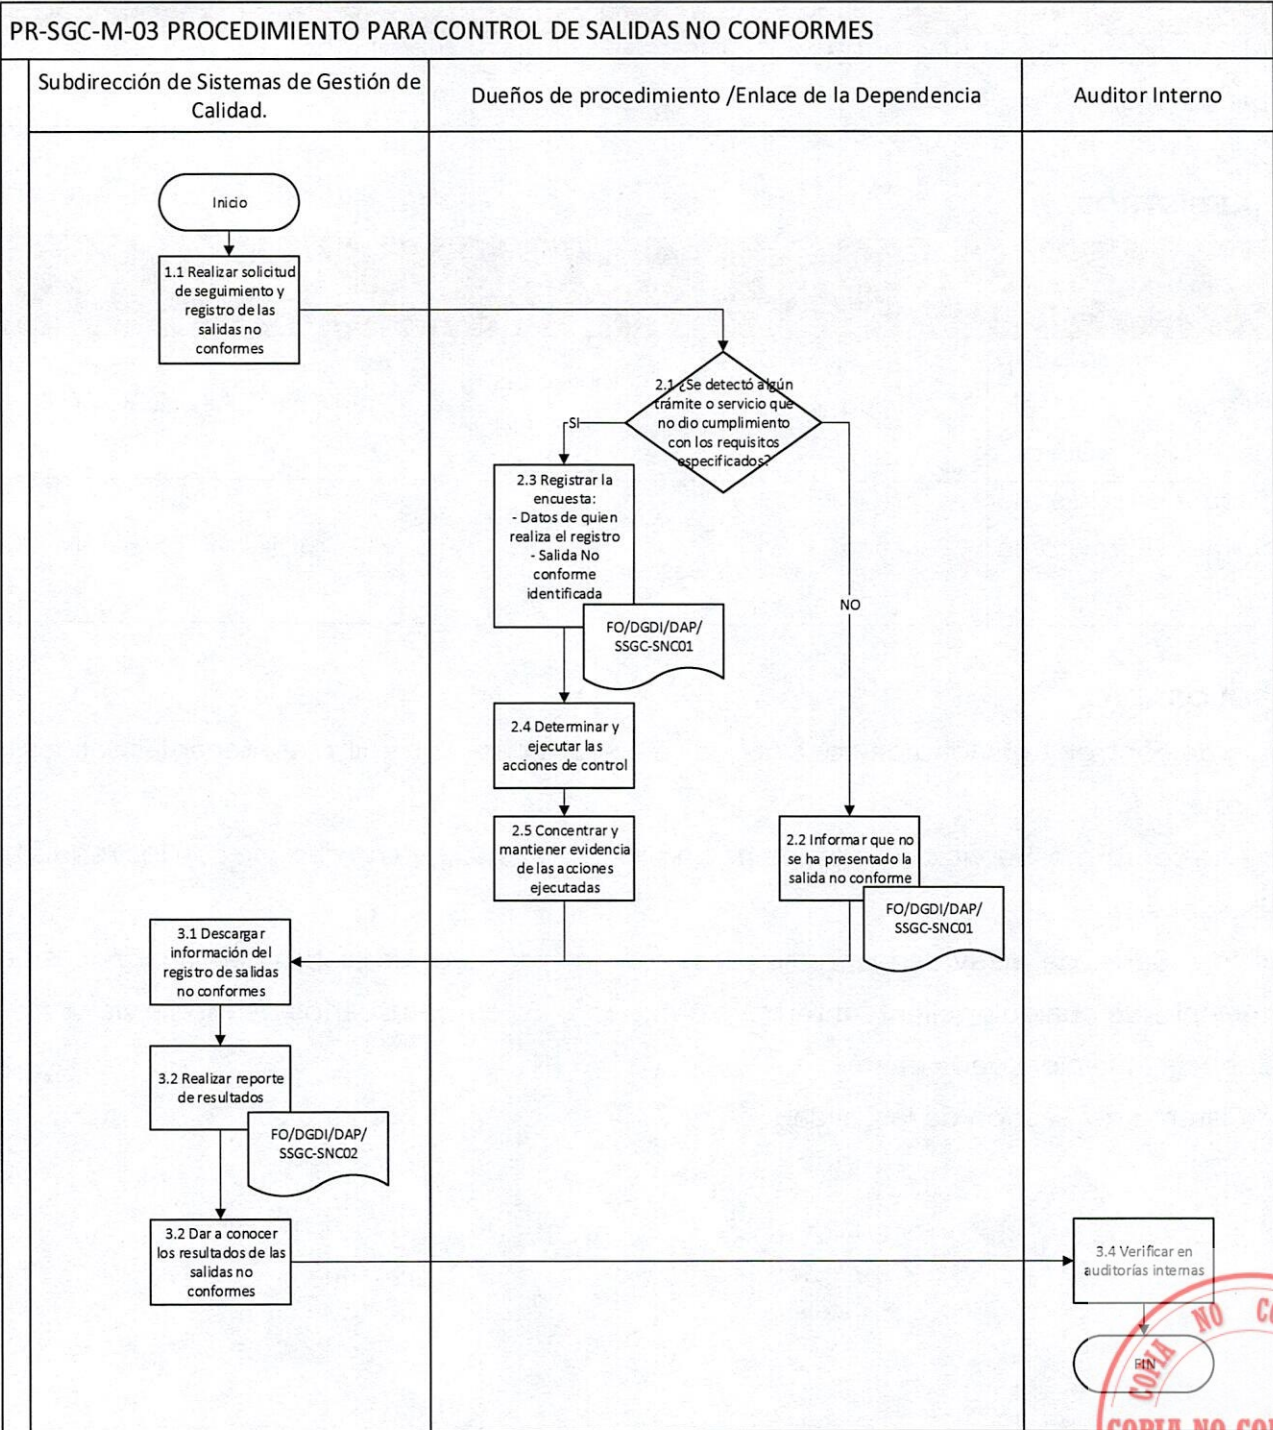 PR-SGC-M-03 PROCEDIMIENTO PARA CONTROL DE SALIDAS NO CONFORMES
Subdirección de Sistemas de Gestión de
Calidad.
Dueños de procedimiento /Enlace de la Dependencia
Auditor Interno
Inicio
1.1 Realizar solicitud
de seguimiento y
registro de las
salidas no
conformes
2.1 ¿Se detectó algún
trámite o servicio que
no dio cumplimiento
con los requisitos
especificados?
SI
2.3 Registrar la
encuesta:
- Datos de quien
realiza el registro
- Salida No
conforme
identificada
NO
FO/DGDI/DAP/
SSGC-SNC01
2.4 Determinar y
ejecutar las
acciones de control
2.5 Concentrar y
mantener evidencia
de las acciones
ejecutadas
2.2 Informar que no
se ha presentado la
salida no conforme
FO/DGDI/DAP/
SSGC-SNC01
3.1 Descargar
información del
registro de salidas
no conformes
3.2 Realizar reporte
de resultados
FO/DGDI/DAP/
SSGC-SNC02
3.2 Dar a conocer
los resultados de las
salidas no
conformes
3.4 Verificar en
auditorías internas
FIN
COPIA NO CO
COPIA NO CON